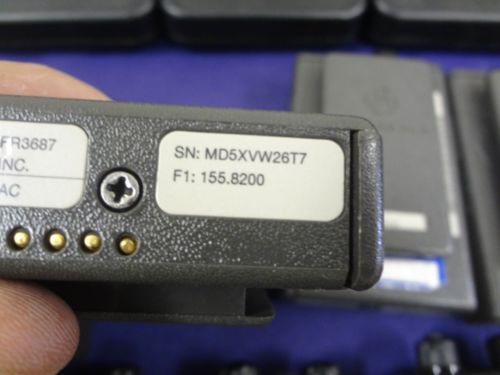 FR3687
INC.
AC
SN: MD5XVW26T7
F1: 155.8200